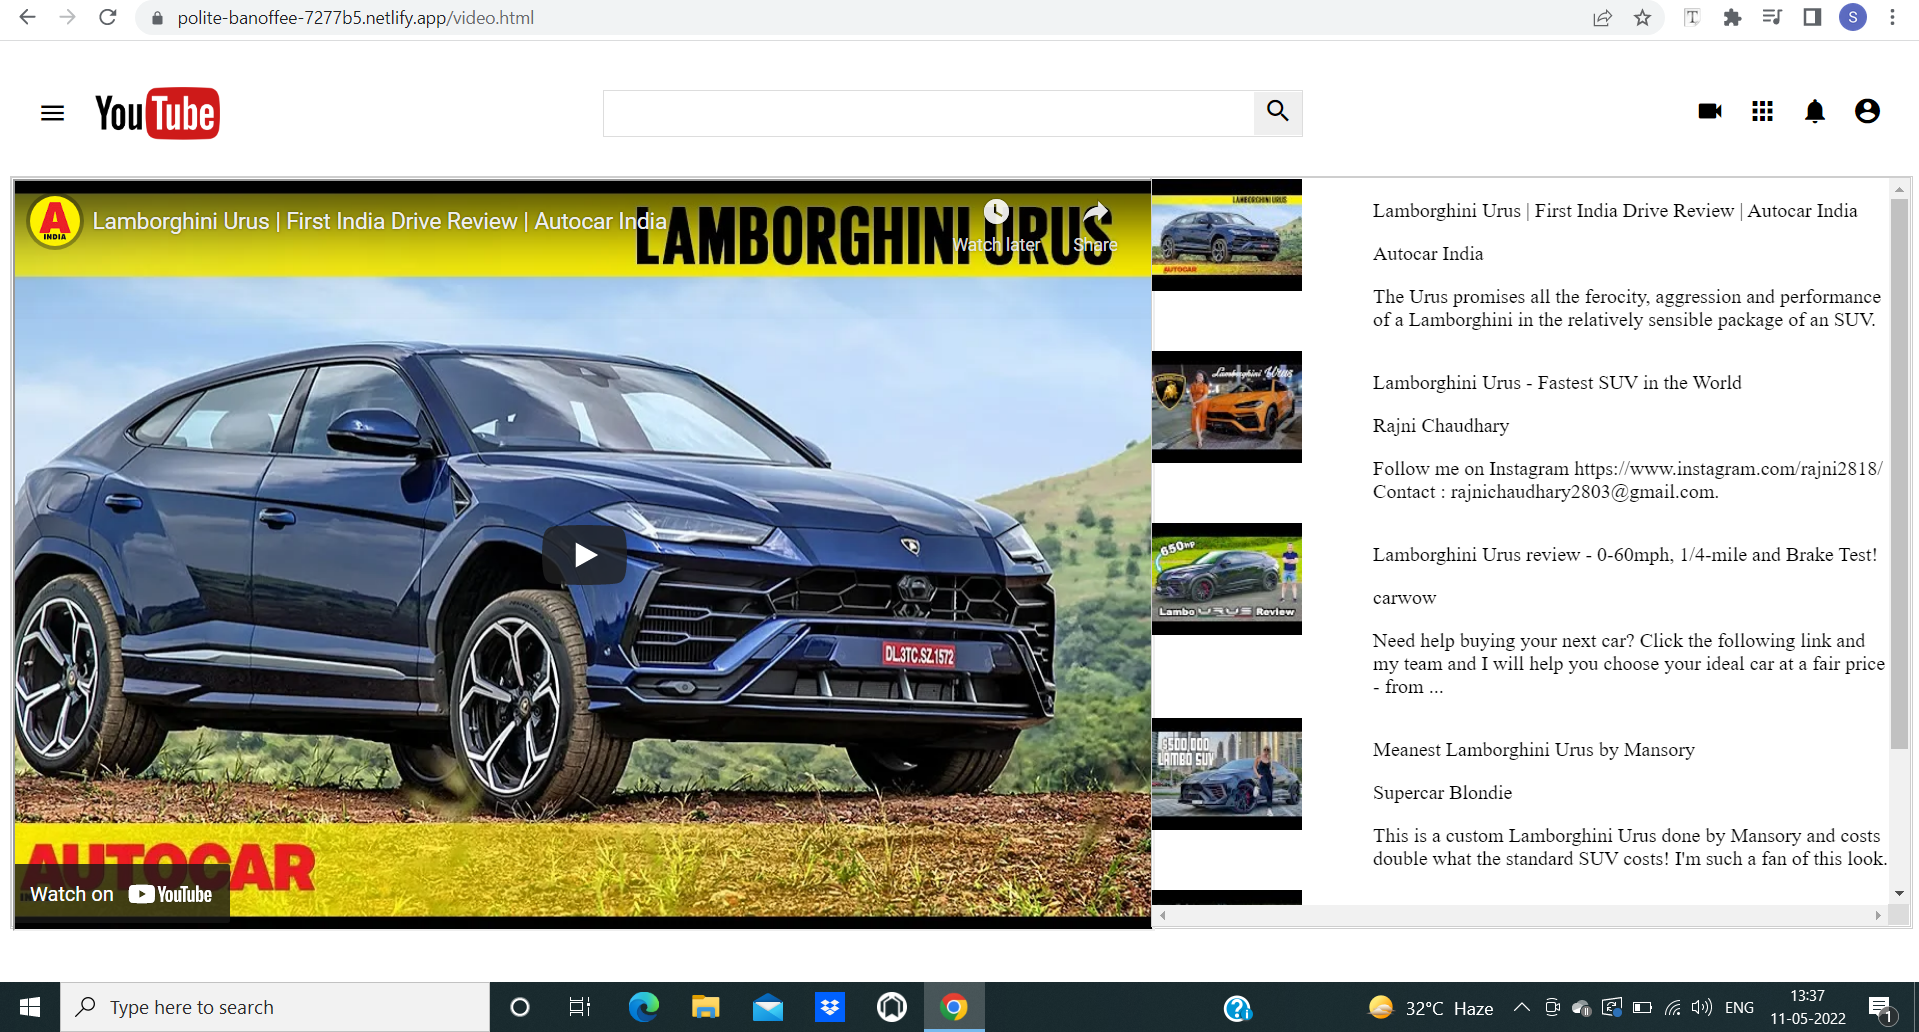 polite-banoffee-7277b5.netlify.app/video.html
S
YouTube
A
INDIA
Lamborghini Urus | First India Drive Review | Autocar India
LAMBORGHINI URUS
Watch later
Share
DL3TC.SZ.1572
AUTOCAR
Watch on YouTube
LAMBORGHINI URUS
AUTOCAR
Lamborghini Urus | First India Drive Review | Autocar India
Autocar India
The Urus promises all the ferocity, aggression and performance
of a Lamborghini in the relatively sensible package of an SUV.
Lamborghini Urus
Lamborghini Urus - Fastest SUV in the World
Rajni Chaudhary
Follow me on Instagram https://www.instagram.com/rajni2818/
Contact : rajnichaudhary2803@gmail.com.
650HP
Lambo URUS Review
Lamborghini Urus review - 0-60mph, 1/4-mile and Brake Test!
carwow
Need help buying your next car? Click the following link and
my team and I will help you choose your ideal car at a fair price
- from ...
$500,000
LAMBO SUV
Meanest Lamborghini Urus by Mansory
Supercar Blondie
This is a custom Lamborghini Urus done by Mansory and costs
double what the standard SUV costs! I'm such a fan of this look.
Type here to search
32°C Haze
ENG
13:37
11-05-2022
1